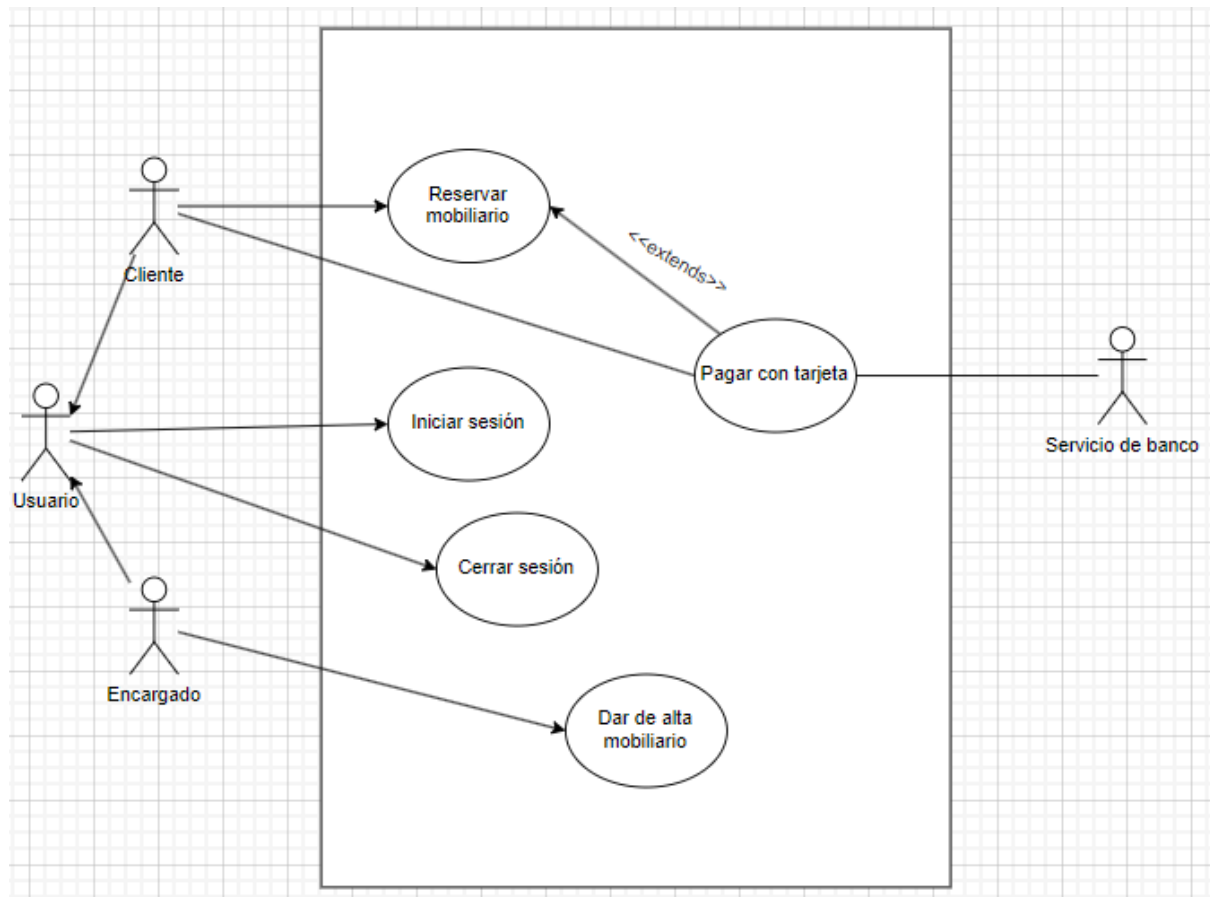 Reservar
mobiliario
<<extends>>
Cliente
Pagar con tarjeta
Iniciar sesión
Servicio de banco
Usuario
Cerrar sesión
Encargado
Dar de alta
mobiliario